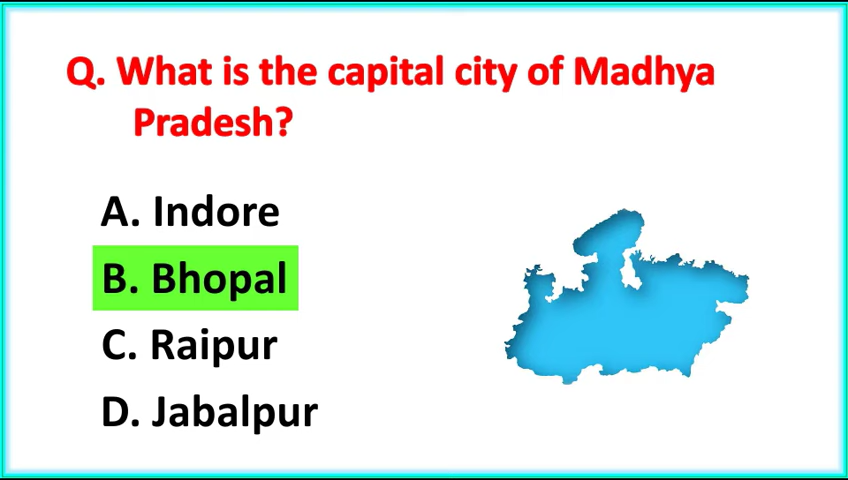 Q. What is the capital city of Madhya
Pradesh?
A. Indore
B. Bhopal
C. Raipur
D. Jabalpur